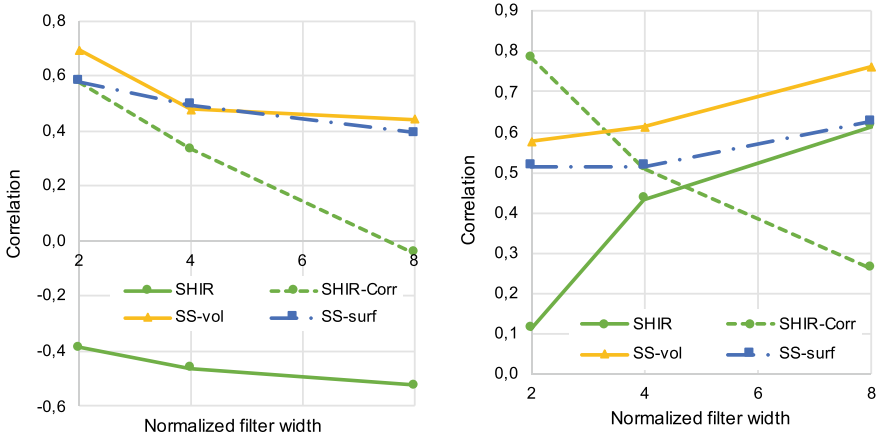 0,8
0,6
0,4
0,2
0,0
-0,2
-0,4
-0,6
Correlation
2 4 6 8
SHIR SHIR-Corr
SS-vol SS-surf
Normalized filter width
0,9
0,8
0,7
0,6
0,5
0,4
0,3
0,2
0,1
0,0
Correlation
SHIR SHIR-Corr
SS-vol SS-surf
2 4 6 8
Normalized filter width